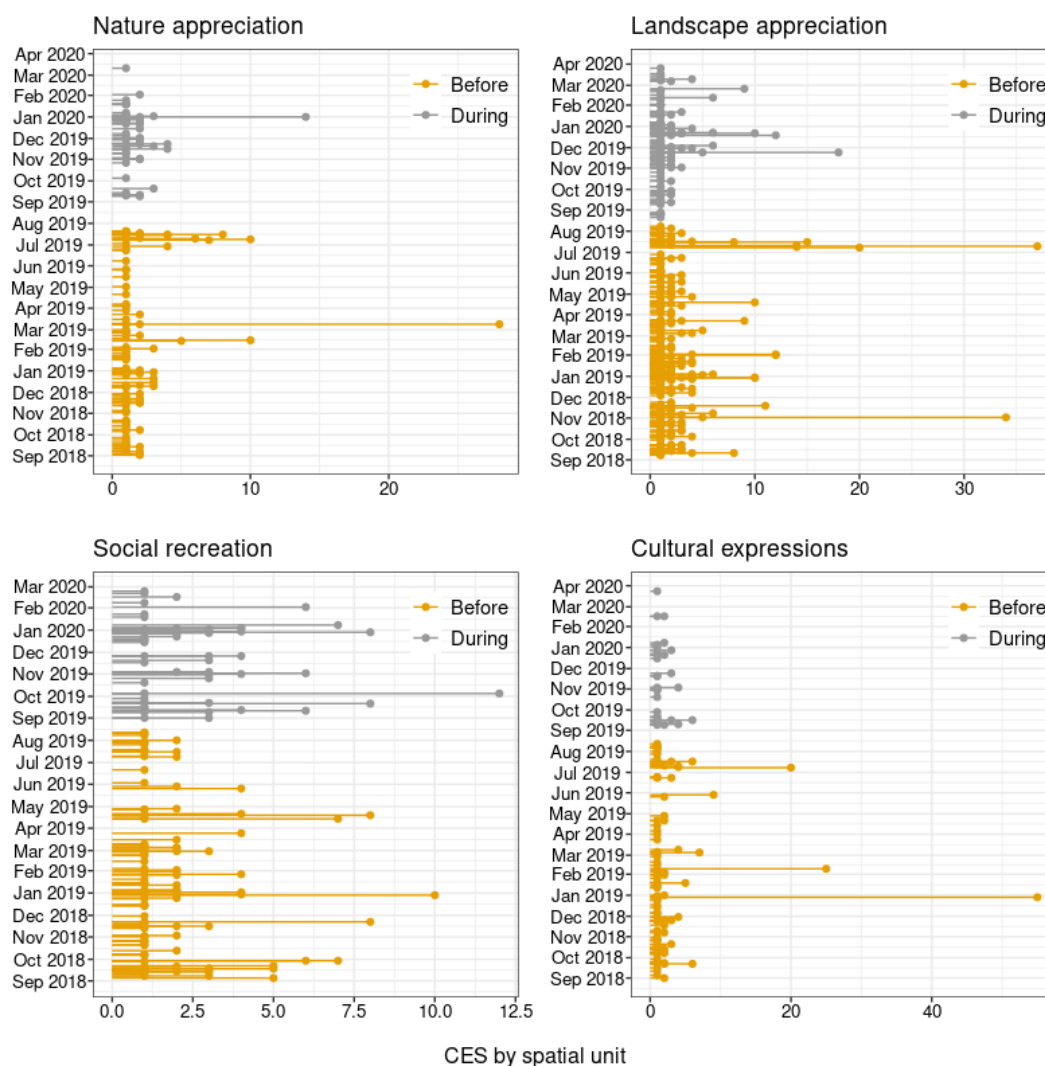 Nature appreciation
Apr 2020
Mar 2020
Feb 2020
Jan 2020
Dec 2019
Nov 2019
Oct 2019
Sep 2019
Aug 2019
Jul 2019
Jun 2019
May 2019
Apr 2019
Mar 2019
Feb 2019
Jan 2019
Dec 2018
Nov 2018
Oct 2018
Sep 2018
Before
During
0 10 20
Landscape appreciation
Apr 2020
Mar 2020
Feb 2020
Jan 2020
Dec 2019
Nov 2019
Oct 2019
Sep 2019
Aug 2019
Jul 2019
Jun 2019
May 2019
Apr 2019
Mar 2019
Feb 2019
Jan 2019
Dec 2018
Nov 2018
Oct 2018
Sep 2018
Before
During
0 10 20 30
Social recreation
Mar 2020
Feb 2020
Jan 2020
Dec 2019
Nov 2019
Oct 2019
Sep 2019
Aug 2019
Jul 2019
Jun 2019
May 2019
Apr 2019
Mar 2019
Feb 2019
Jan 2019
Dec 2018
Nov 2018
Oct 2018
Sep 2018
Before
During
0.0 2.5 5.0 7.5 10.0 12.5
Cultural expressions
Apr 2020
Mar 2020
Feb 2020
Jan 2020
Dec 2019
Nov 2019
Oct 2019
Sep 2019
Aug 2019
Jul 2019
Jun 2019
May 2019
Apr 2019
Mar 2019
Feb 2019
Jan 2019
Dec 2018
Nov 2018
Oct 2018
Sep 2018
Before
During
0 20 40
CES by spatial unit